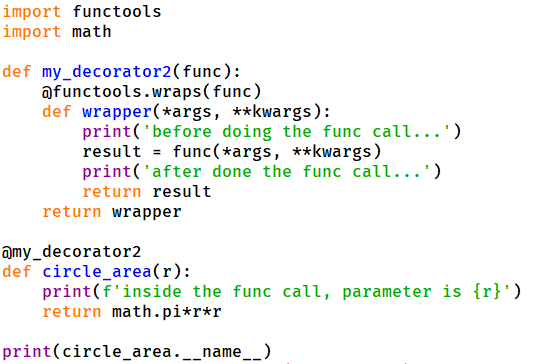 import functools
import math
def my_decorator2(func):
    @functools.wraps(func)
    def wrapper(*args, **kwargs):
        print('before doing the func call...')
        result = func(*args, **kwargs)
        print('after done the func call...')
        return result
    return wrapper
@my_decorator2
def circle_area(r):
    print(f'inside the func call, parameter is {r}')
    return math.pi*r*r
print(circle_area.__name__)